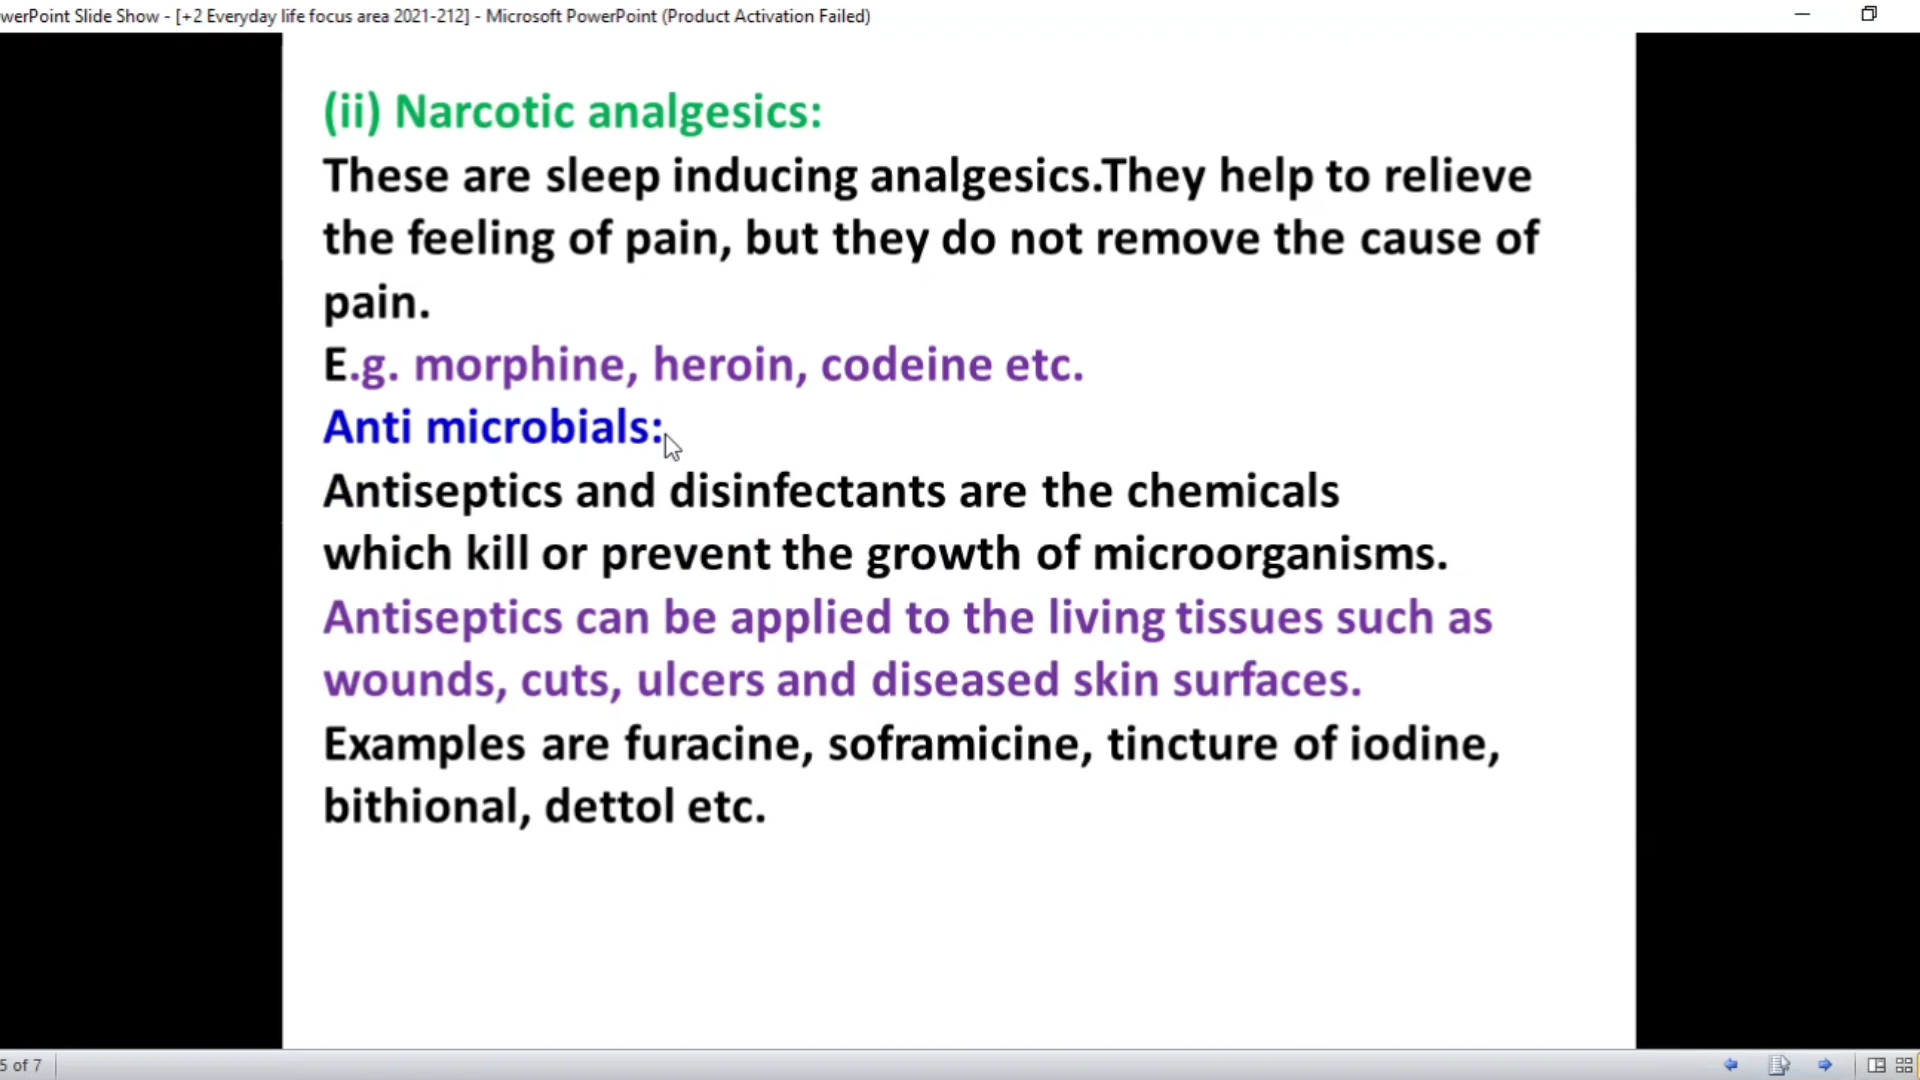 werPoint Slide Show - [+2 Everyday life focus area 2021-212] - Microsoft PowerPoint (Product Activation Failed)
(ii) Narcotic analgesics:
These are sleep inducing analgesics.They help to relieve
the feeling of pain, but they do not remove the cause of
pain.
E.g. morphine, heroin, codeine etc.
Anti microbials:
Antiseptics and disinfectants are the chemicals
which kill or prevent the growth of microorganisms.
Antiseptics can be applied to the living tissues such as
wounds, cuts, ulcers and diseased skin surfaces.
Examples are furacine, soframicine, tincture of iodine,
bithional, dettol etc.
5 of 7